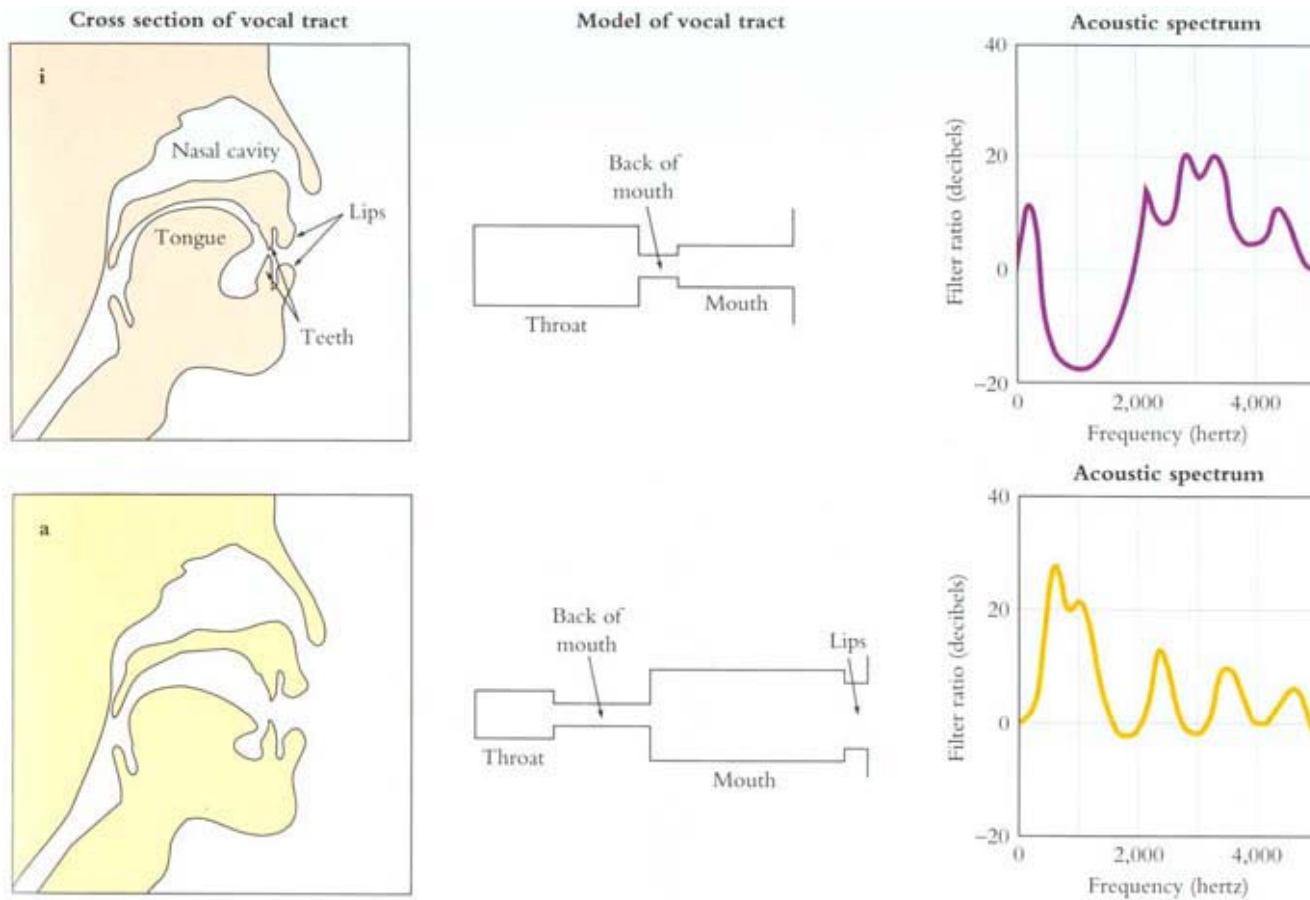 Cross section of vocal tract
Model of vocal tract
Acoustic spectrum
i
Nasal cavity
Lips
Tongue
Teeth
Back of
mouth
Throat
Mouth
40
20
0
−20
Filter ratio (decibels)
0
2,000
4,000
Frequency (hertz)
a
Back of
mouth
Lips
Throat
Mouth
Acoustic spectrum
40
20
0
−20
Filter ratio (decibels)
0
2,000
4,000
Frequency (hertz)